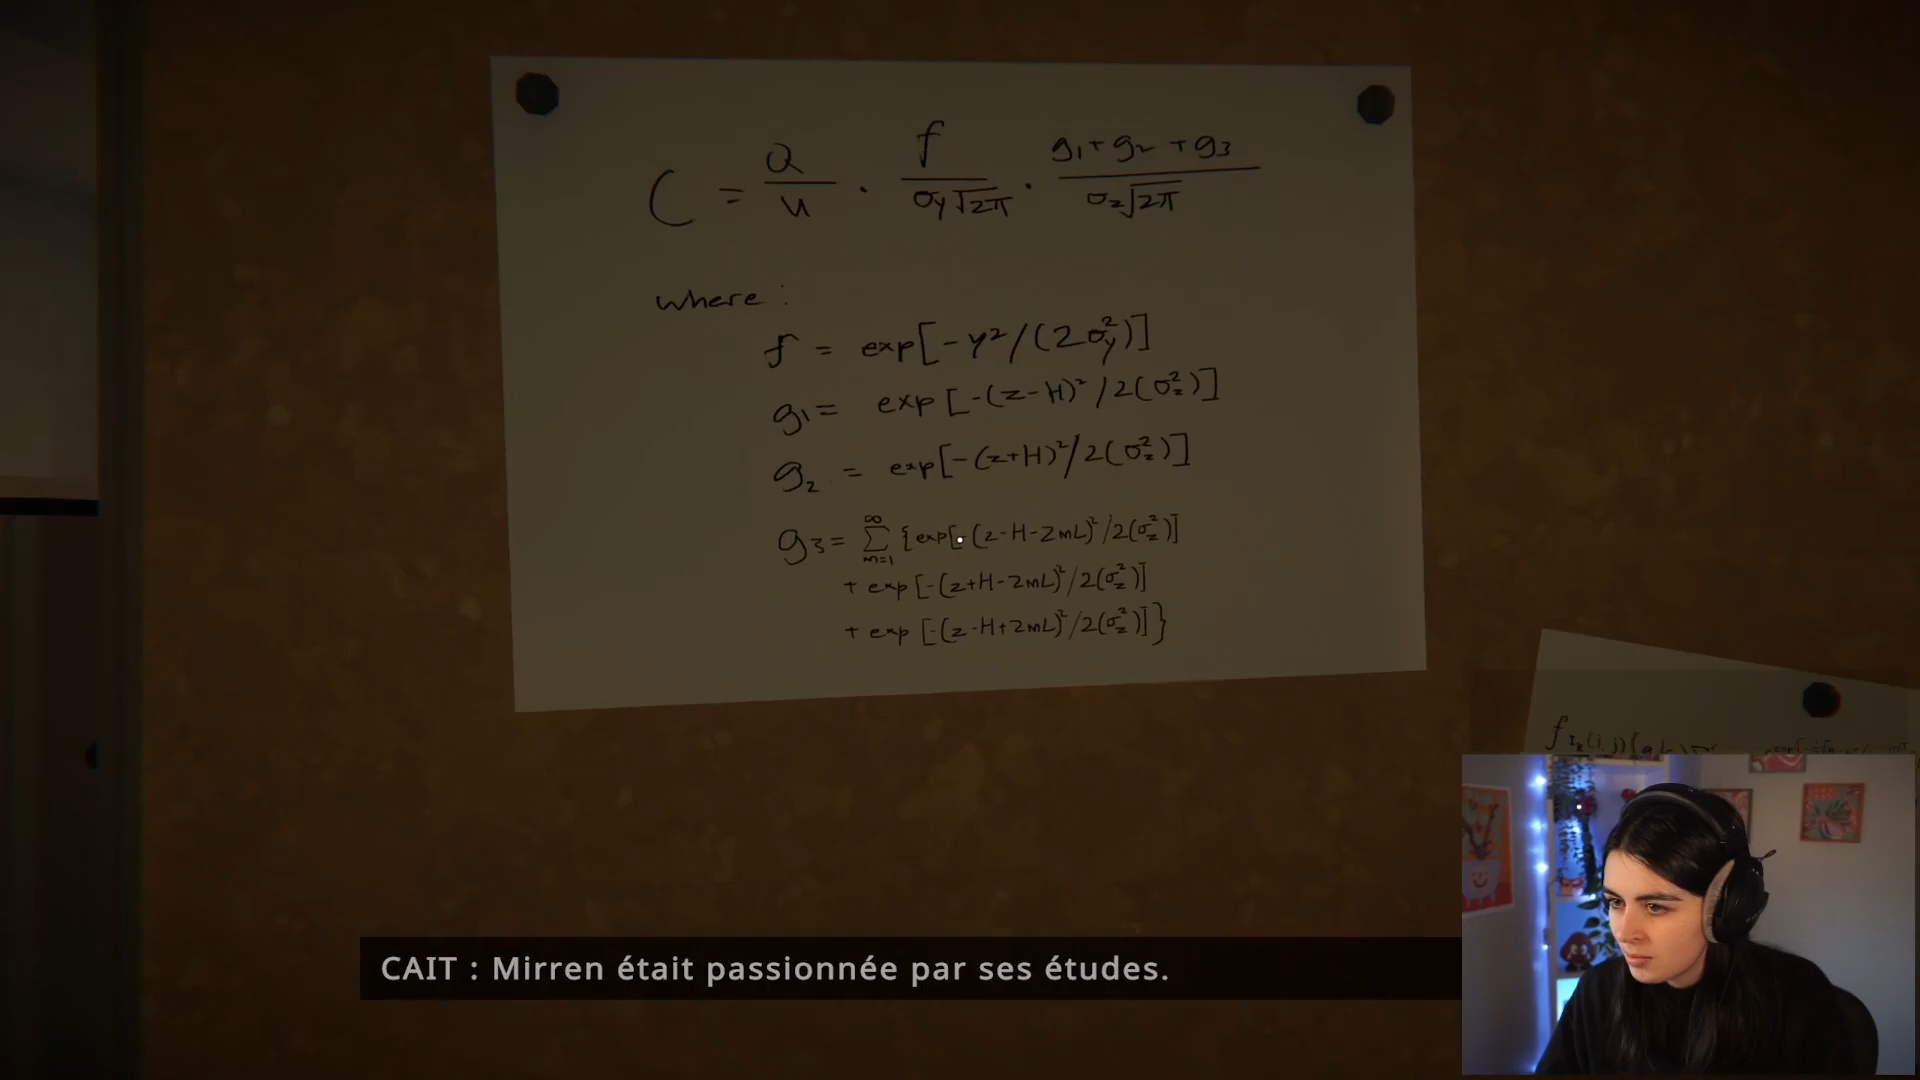 C = Q/u · f/σy√2π · g1+g2+g3/σz√2π
where :
f = exp[-y²/(2σy²)]
g1= exp[-(z-H)²/2(σz²)]
g2 = exp[-(z+H)²/2(σz²)]
g3= ∞∑m=1 {exp[-(z-H-2mL)²/2(σz²)]
+ exp[-(z+H-2mL)²/2(σz²)]
+ exp[-(z-H+2mL)²/2(σz²)]}
CAIT : Mirren était passionnée par ses études.